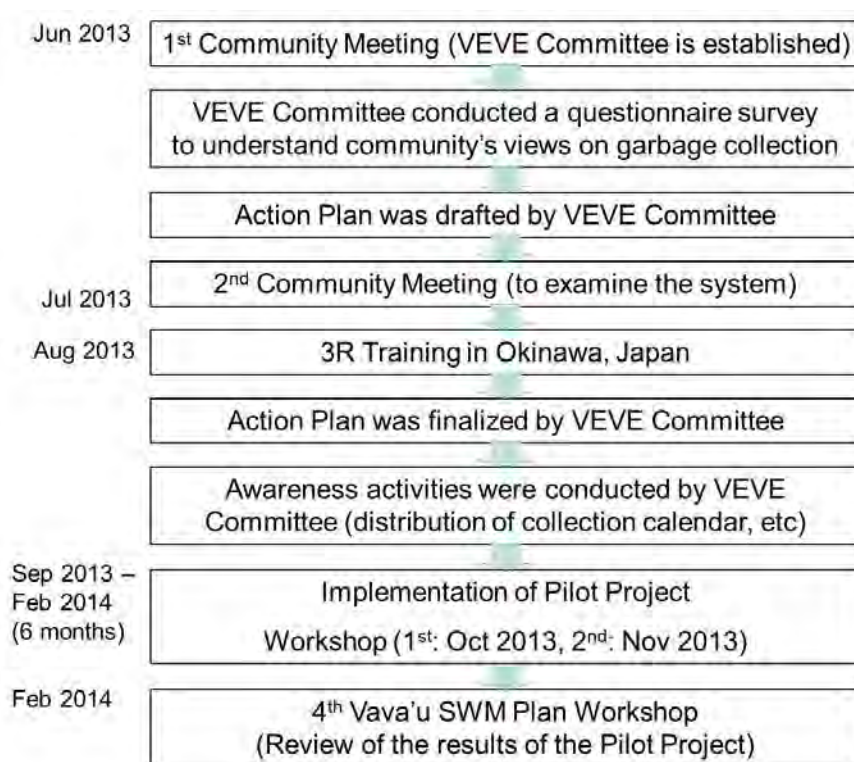 Jun 2013
1st Community Meeting (VEVE Committee is established)
VEVE Committee conducted a questionnaire survey
to understand community's views on garbage collection
Action Plan was drafted by VEVE Committee
2nd Community Meeting (to examine the system)
Jul 2013
Aug 2013
3R Training in Okinawa, Japan
Action Plan was finalized by VEVE Committee
Awareness activities were conducted by VEVE
Committee (distribution of collection calendar, etc)
Sep 2013 –
Feb 2014
(6 months)
Implementation of Pilot Project
Workshop (1st: Oct 2013, 2nd: Nov 2013)
Feb 2014
4th Vava'u SWM Plan Workshop
(Review of the results of the Pilot Project)